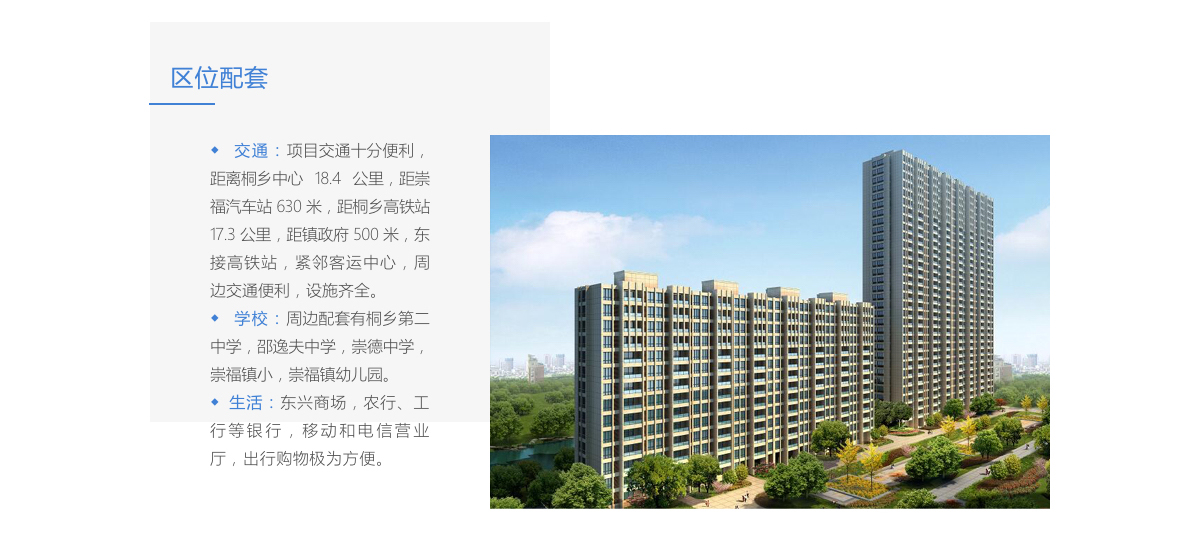 区位配套
◆ 交通：项目交通十分便利，
距离桐乡中心 18.4 公里，距崇
福汽车站 630 米，距桐乡高铁站
17.3 公里，距镇政府 500 米，东
接高铁站，紧邻客运中心，周
边交通便利，设施齐全。
◆ 学校：周边配套有桐乡第二
中学，邵逸夫中学，崇德中学，
崇福镇小，崇福镇幼儿园。
◆ 生活：东兴商场，农行、工
行等银行，移动和电信营业
厅，出行购物极为方便。